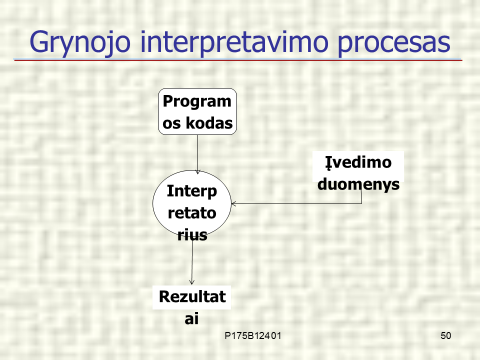 Grynojo interpretavimo procesas
Program
os kodas
Įvedimo
duomenys
Interp
retato
rius
Rezultat
ai
P175B12401
50